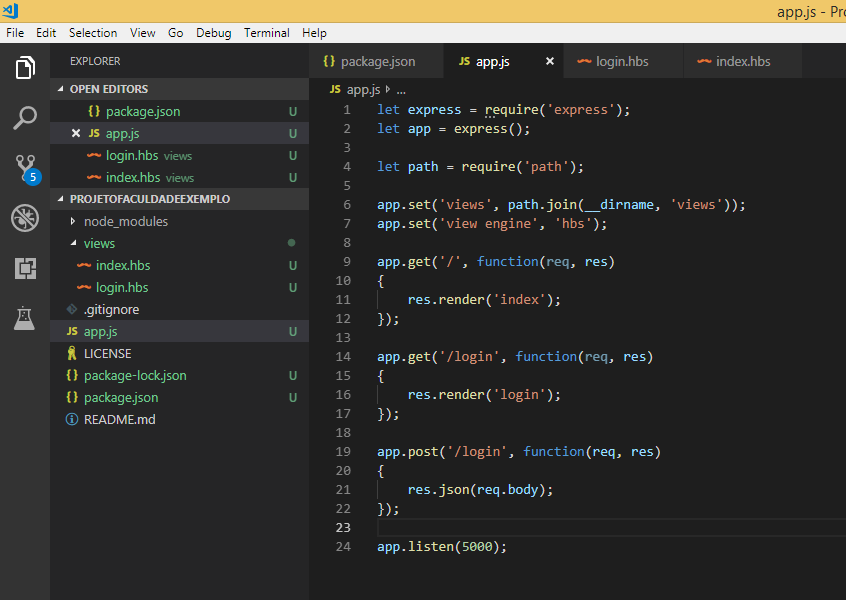 app.js - Pro
File Edit Selection View Go Debug Terminal Help
EXPLORER
OPEN EDITORS
{} package.json U
JS app.js U
login.hbs views U
index.hbs views U
PROJETOFACULDADEEXEMPLO
node_modules
views
index.hbs U
login.hbs U
.gitignore
JS app.js U
LICENSE
{} package-lock.json U
{} package.json U
README.md
5
{} package.json JS app.js login.hbs index.hbs
JS app.js ...
1 let express = require('express');
2 let app = express();
3
4 let path = require('path');
5
6 app.set('views', path.join(__dirname, 'views'));
7 app.set('view engine', 'hbs');
8
9 app.get('/', function(req, res)
10 {
11 res.render('index');
12 });
13
14 app.get('/login', function(req, res)
15 {
16 res.render('login');
17 });
18
19 app.post('/login', function(req, res)
20 {
21 res.json(req.body);
22 });
23
24 app.listen(5000);